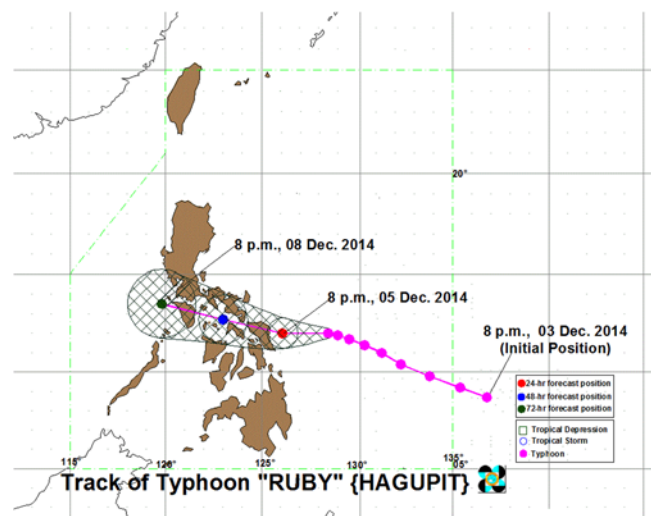 20°
8 p.m., 08 Dec. 2014
8 p.m., 05 Dec. 2014
8 p.m., 03 Dec. 2014
(Initial Position)
24-hr forecast position
48-hr forecast position
72-hr forecast position
Tropical Depression
Tropical Storm
Typhoon
115°
120°
125°
130°
135°
05°
Track of Typhoon "RUBY" {HAGUPIT}